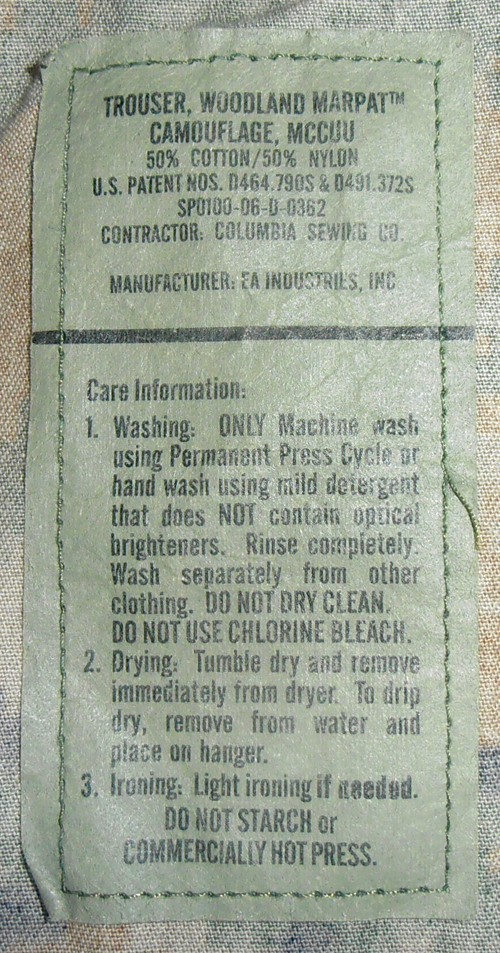 TROUSER, WOODLAND MARPAT™
CAMOUFLAGE, MCCUU
50% COTTON/50% NYLON
U.S. PATENT NOS. D464.790S & D491.372S
SPO100-06-D-0362
CONTRACTOR: COLUMBIA SEWING CO.
MANUFACTURER: EA INDUSTRIES, INC
Care Information:
1. Washing: ONLY Machine wash
using Permanent Press Cycle or
hand wash using mild detergent
that does NOT contain optical
brighteners. Rinse completely.
Wash separately from other
clothing. DO NOT DRY CLEAN.
DO NOT USE CHLORINE BLEACH.
2. Drying: Tumble dry and remove
immediately from dryer. To drip
dry, remove from water and
place on hanger.
3. Ironing: Light ironing if needed.
DO NOT STARCH or
COMMERCIALLY HOT PRESS.